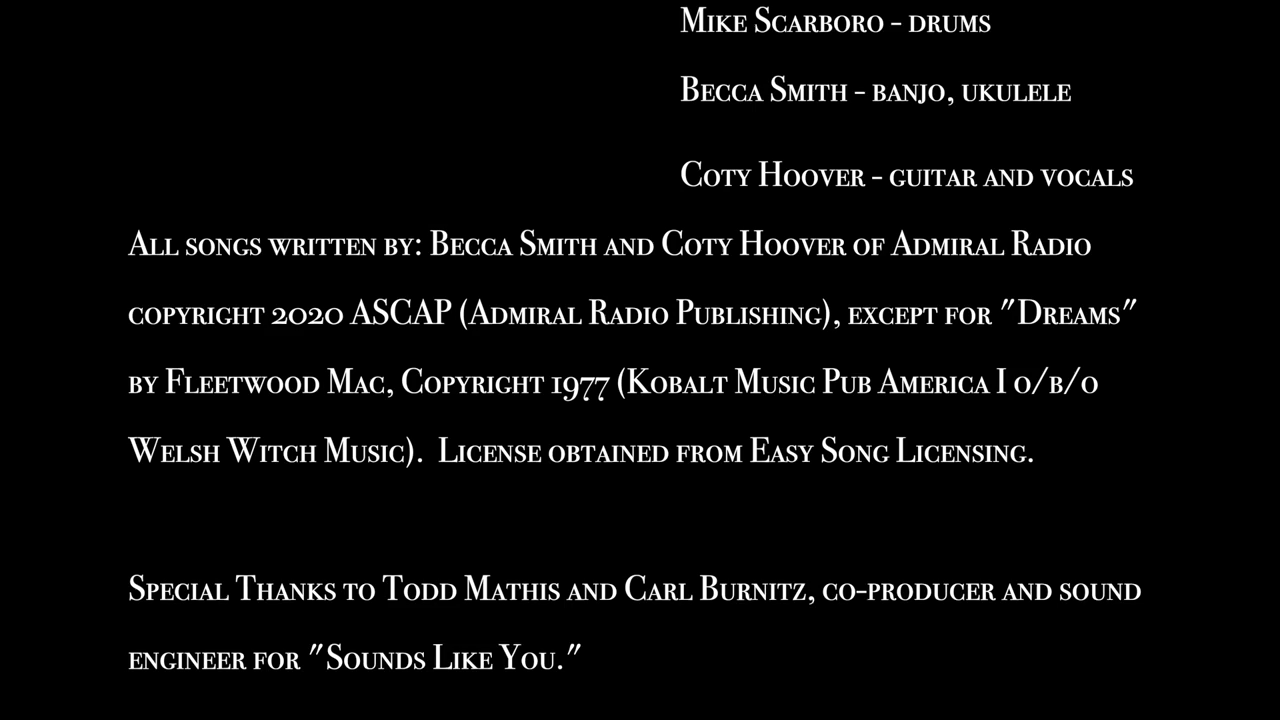 Mike Scarboro - drums
Becca Smith - banjo, ukulele
Coty Hoover - guitar and vocals
All songs written by: Becca Smith and Coty Hoover of Admiral Radio
copyright 2020 ASCAP (Admiral Radio Publishing), except for "Dreams"
by Fleetwood Mac, Copyright 1977 (Kobalt Music Pub America I o/b/o
Welsh Witch Music).  License obtained from Easy Song Licensing.
Special Thanks to Todd Mathis and Carl Burnitz, co-producer and sound
engineer for "Sounds Like You."